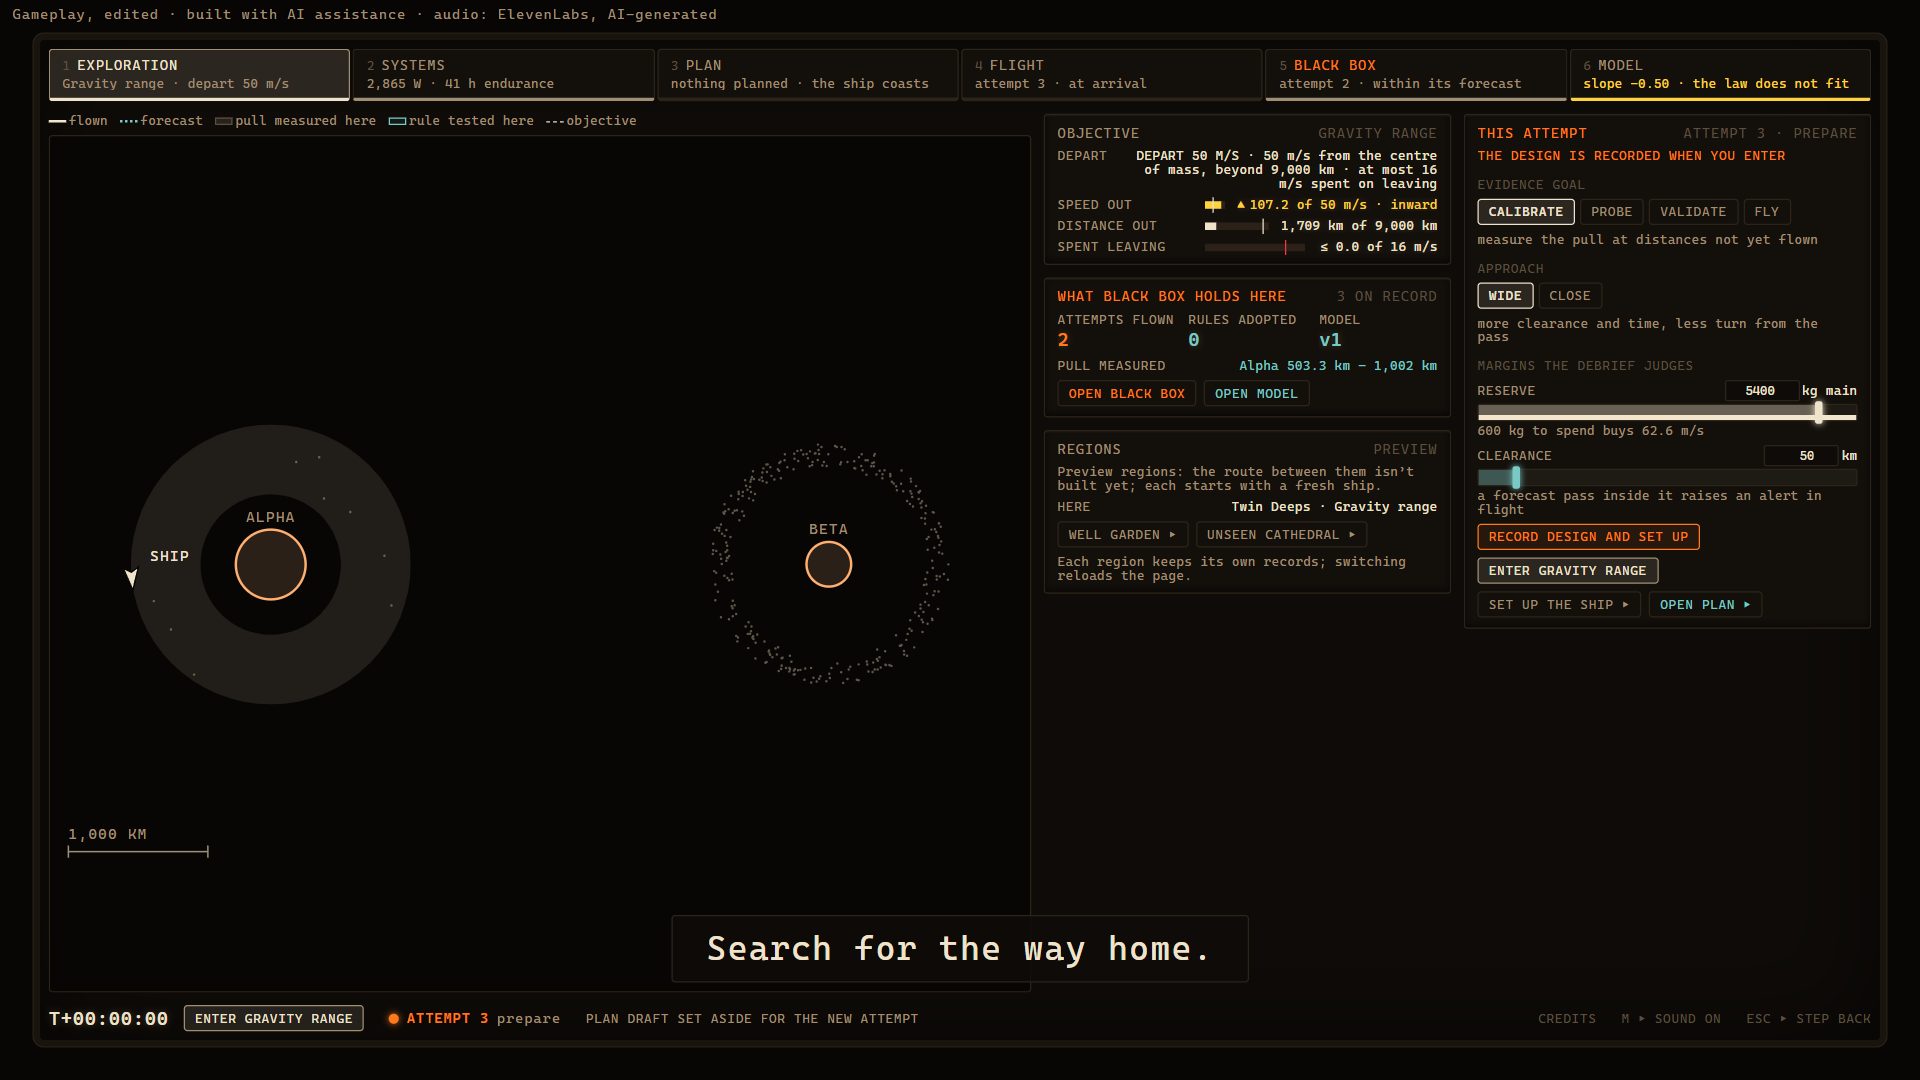 Gameplay, edited · built with AI assistance · audio: ElevenLabs, AI-generated
1 EXPLORATION
Gravity range · depart 50 m/s
2 SYSTEMS
2,865 W · 41 h endurance
3 PLAN
nothing planned · the ship coasts
4 FLIGHT
attempt 3 · at arrival
5 BLACK BOX
attempt 2 · within its forecast
6 MODEL
slope −0.50 · the law does not fit
flown forecast pull measured here rule tested here objective
ALPHA
SHIP
BETA
1,000 KM
OBJECTIVE GRAVITY RANGE
DEPART DEPART 50 M/S · 50 m/s from the centre
of mass, beyond 9,000 km · at most 16
m/s spent on leaving
SPEED OUT ▲ 107.2 of 50 m/s · inward
DISTANCE OUT 1,709 km of 9,000 km
SPENT LEAVING ≤ 0.0 of 16 m/s
WHAT BLACK BOX HOLDS HERE 3 ON RECORD
ATTEMPTS FLOWN RULES ADOPTED MODEL
2 0 v1
PULL MEASURED Alpha 503.3 km – 1,002 km
OPEN BLACK BOX OPEN MODEL
REGIONS PREVIEW
Preview regions: the route between them isn't
built yet; each starts with a fresh ship.
HERE Twin Deeps · Gravity range
WELL GARDEN ▸ UNSEEN CATHEDRAL ▸
Each region keeps its own records; switching
reloads the page.
THIS ATTEMPT ATTEMPT 3 · PREPARE
THE DESIGN IS RECORDED WHEN YOU ENTER
EVIDENCE GOAL
CALIBRATE PROBE VALIDATE FLY
measure the pull at distances not yet flown
APPROACH
WIDE CLOSE
more clearance and time, less turn from the
pass
MARGINS THE DEBRIEF JUDGES
RESERVE 5400 kg main
600 kg to spend buys 62.6 m/s
CLEARANCE 50 km
a forecast pass inside it raises an alert in
flight
RECORD DESIGN AND SET UP
ENTER GRAVITY RANGE
SET UP THE SHIP ▸ OPEN PLAN ▸
Search for the way home.
T+00:00:00 ENTER GRAVITY RANGE ATTEMPT 3 prepare PLAN DRAFT SET ASIDE FOR THE NEW ATTEMPT CREDITS M ▸ SOUND ON ESC ▸ STEP BACK